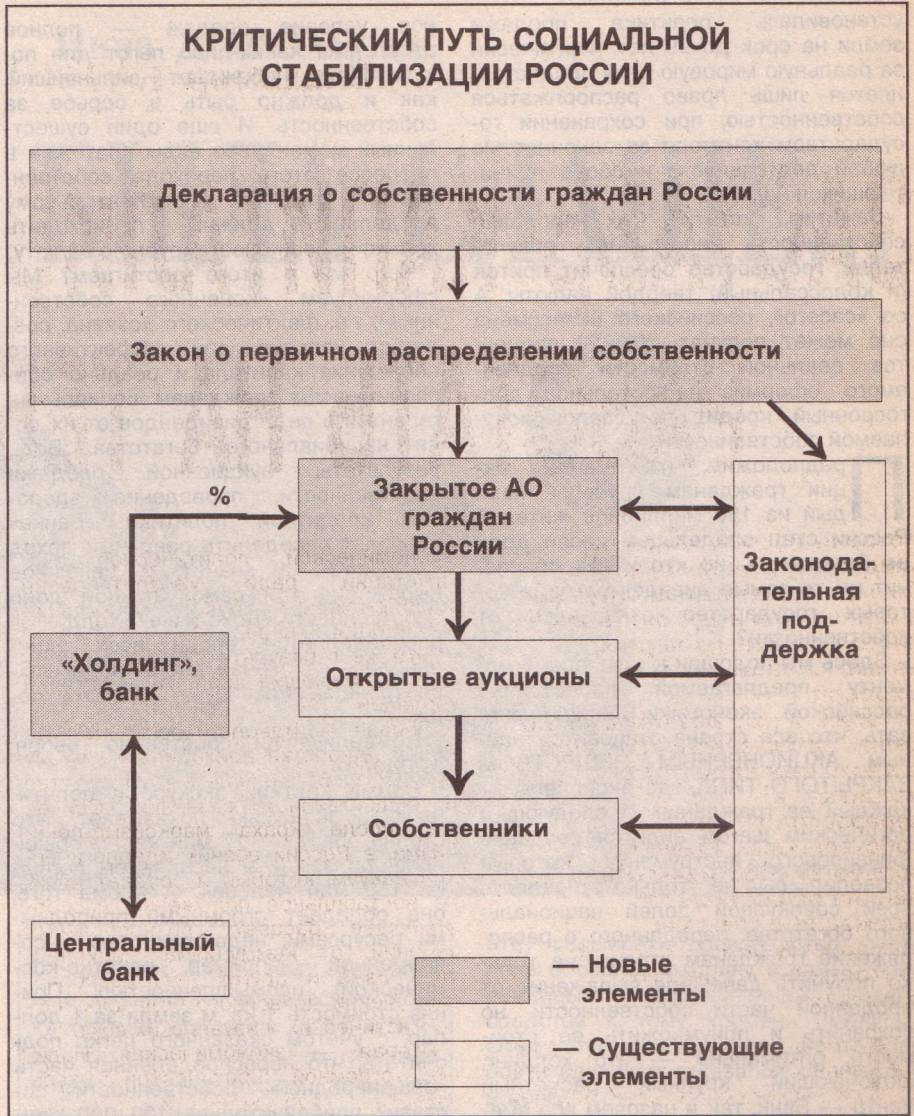 КРИТИЧЕСКИЙ ПУТЬ СОЦИАЛЬНОЙ
СТАБИЛИЗАЦИИ РОССИИ
Декларация о собственности граждан России
Закон о первичном распределении собственности
%
Закрытое АО
граждан
России
Законода-
тельная
под-
держка
«Холдинг»,
банк
Открытые аукционы
Собственники
Центральный
банк
— Новые
элементы
— Существующие
элементы